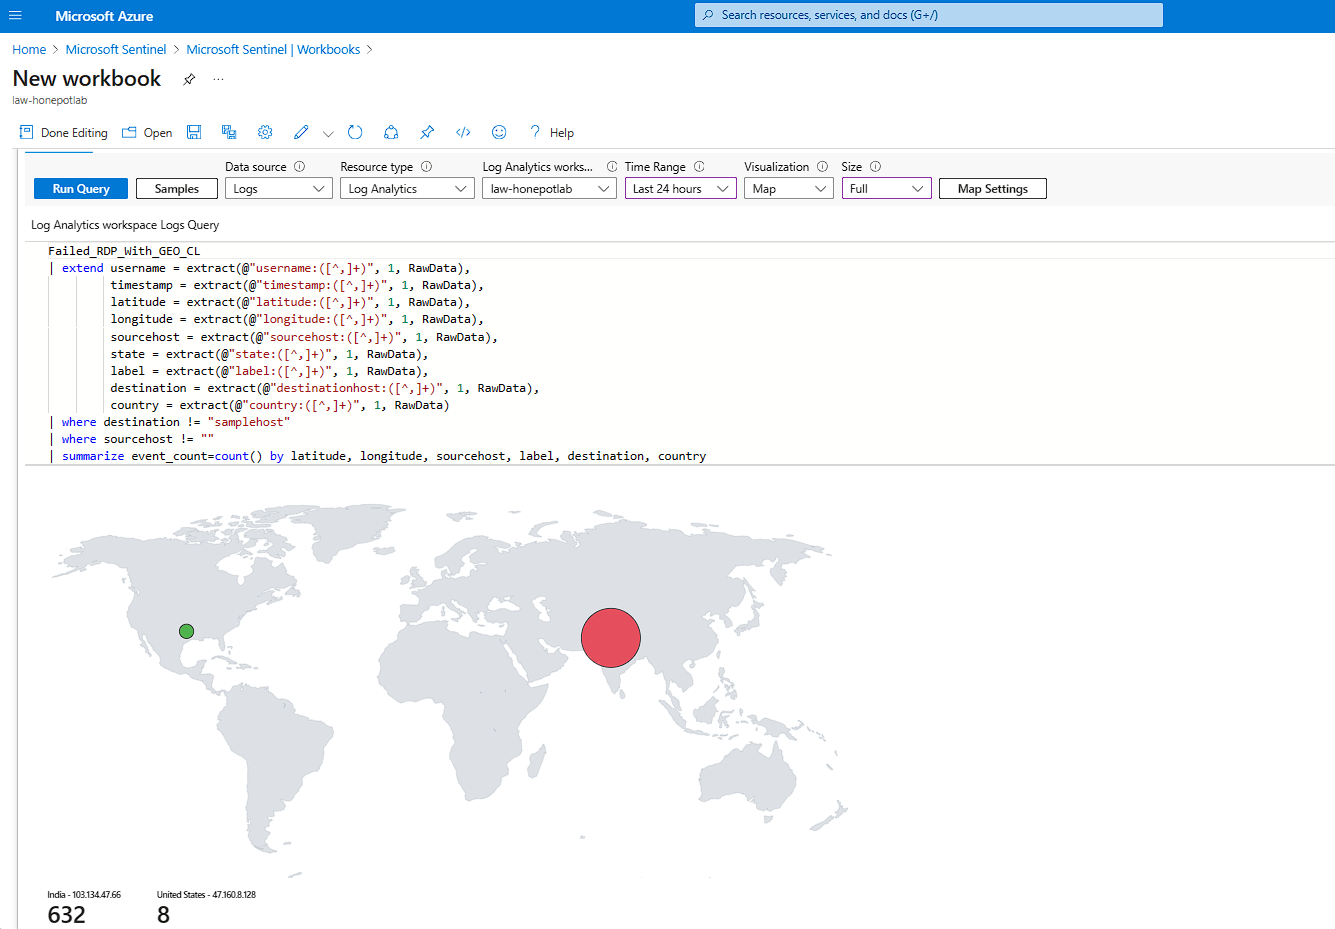 Microsoft Azure
Search resources, services, and docs (G+/)
Home > Microsoft Sentinel > Microsoft Sentinel | Workbooks >
New workbook ...
law-honepotlab
Done Editing Open Help
Data source Resource type Log Analytics works... Time Range Visualization Size
Run Query Samples Logs Log Analytics law-honepotlab Last 24 hours Map Full Map Settings
Log Analytics workspace Logs Query
Failed_RDP_With_GEO_CL
| extend username = extract(@"username:([^,]+)", 1, RawData),
timestamp = extract(@"timestamp:([^,]+)", 1, RawData),
latitude = extract(@"latitude:([^,]+)", 1, RawData),
longitude = extract(@"longitude:([^,]+)", 1, RawData),
sourcehost = extract(@"sourcehost:([^,]+)", 1, RawData),
state = extract(@"state:([^,]+)", 1, RawData),
label = extract(@"label:([^,]+)", 1, RawData),
destination = extract(@"destinationhost:([^,]+)", 1, RawData),
country = extract(@"country:([^,]+)", 1, RawData)
| where destination != "samplehost"
| where sourcehost != ""
| summarize event_count=count() by latitude, longitude, sourcehost, label, destination, country
India - 103.134.47.66 United States - 47.160.8.128
632 8